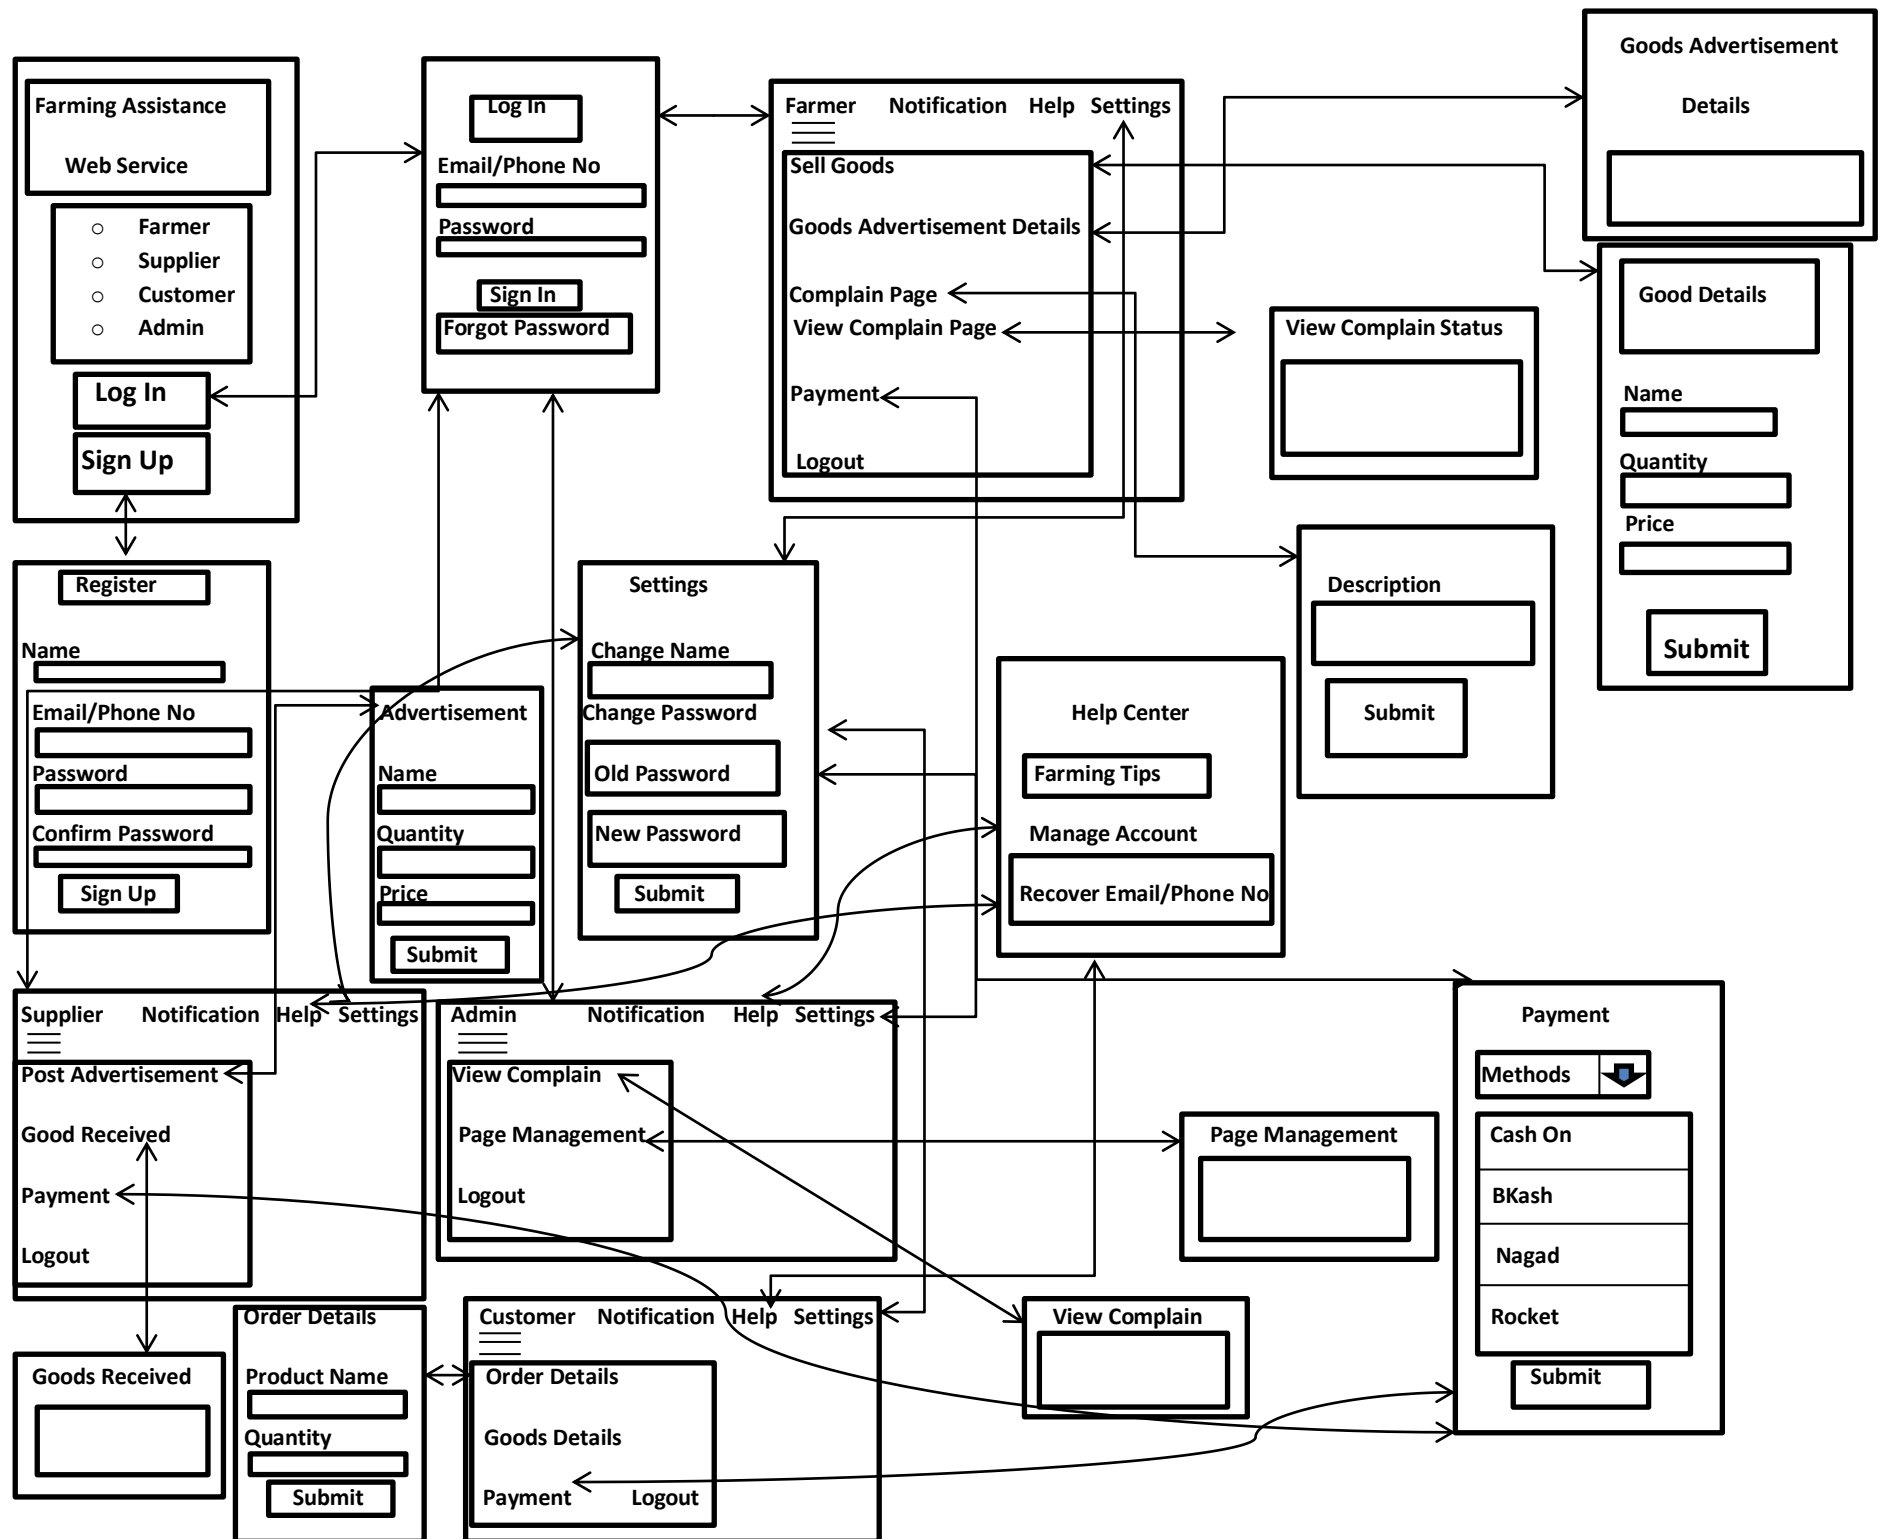 Farming Assistance
Web Service
Farmer
Supplier
Customer
Admin
Log In
Sign Up
Log In
Email/Phone No
Password
Sign In
Forgot Password
Farmer Notification Help Settings
Sell Goods
Goods Advertisement Details
Complain Page
View Complain Page
Payment
Logout
Goods Advertisement
Details
View Complain Status
Good Details
Name
Quantity
Price
Submit
Register
Name
Email/Phone No
Password
Confirm Password
Sign Up
Advertisement
Name
Quantity
Price
Submit
Settings
Change Name
Change Password
Old Password
New Password
Submit
Help Center
Farming Tips
Manage Account
Recover Email/Phone No
Description
Submit
Supplier Notification Help Settings
Post Advertisement
Good Received
Payment
Logout
Admin Notification Help Settings
View Complain
Page Management
Logout
Page Management
Payment
Methods
Cash On
BKash
Nagad
Rocket
Submit
Goods Received
Order Details
Product Name
Quantity
Submit
Customer Notification Help Settings
Order Details
Goods Details
Payment Logout
View Complain